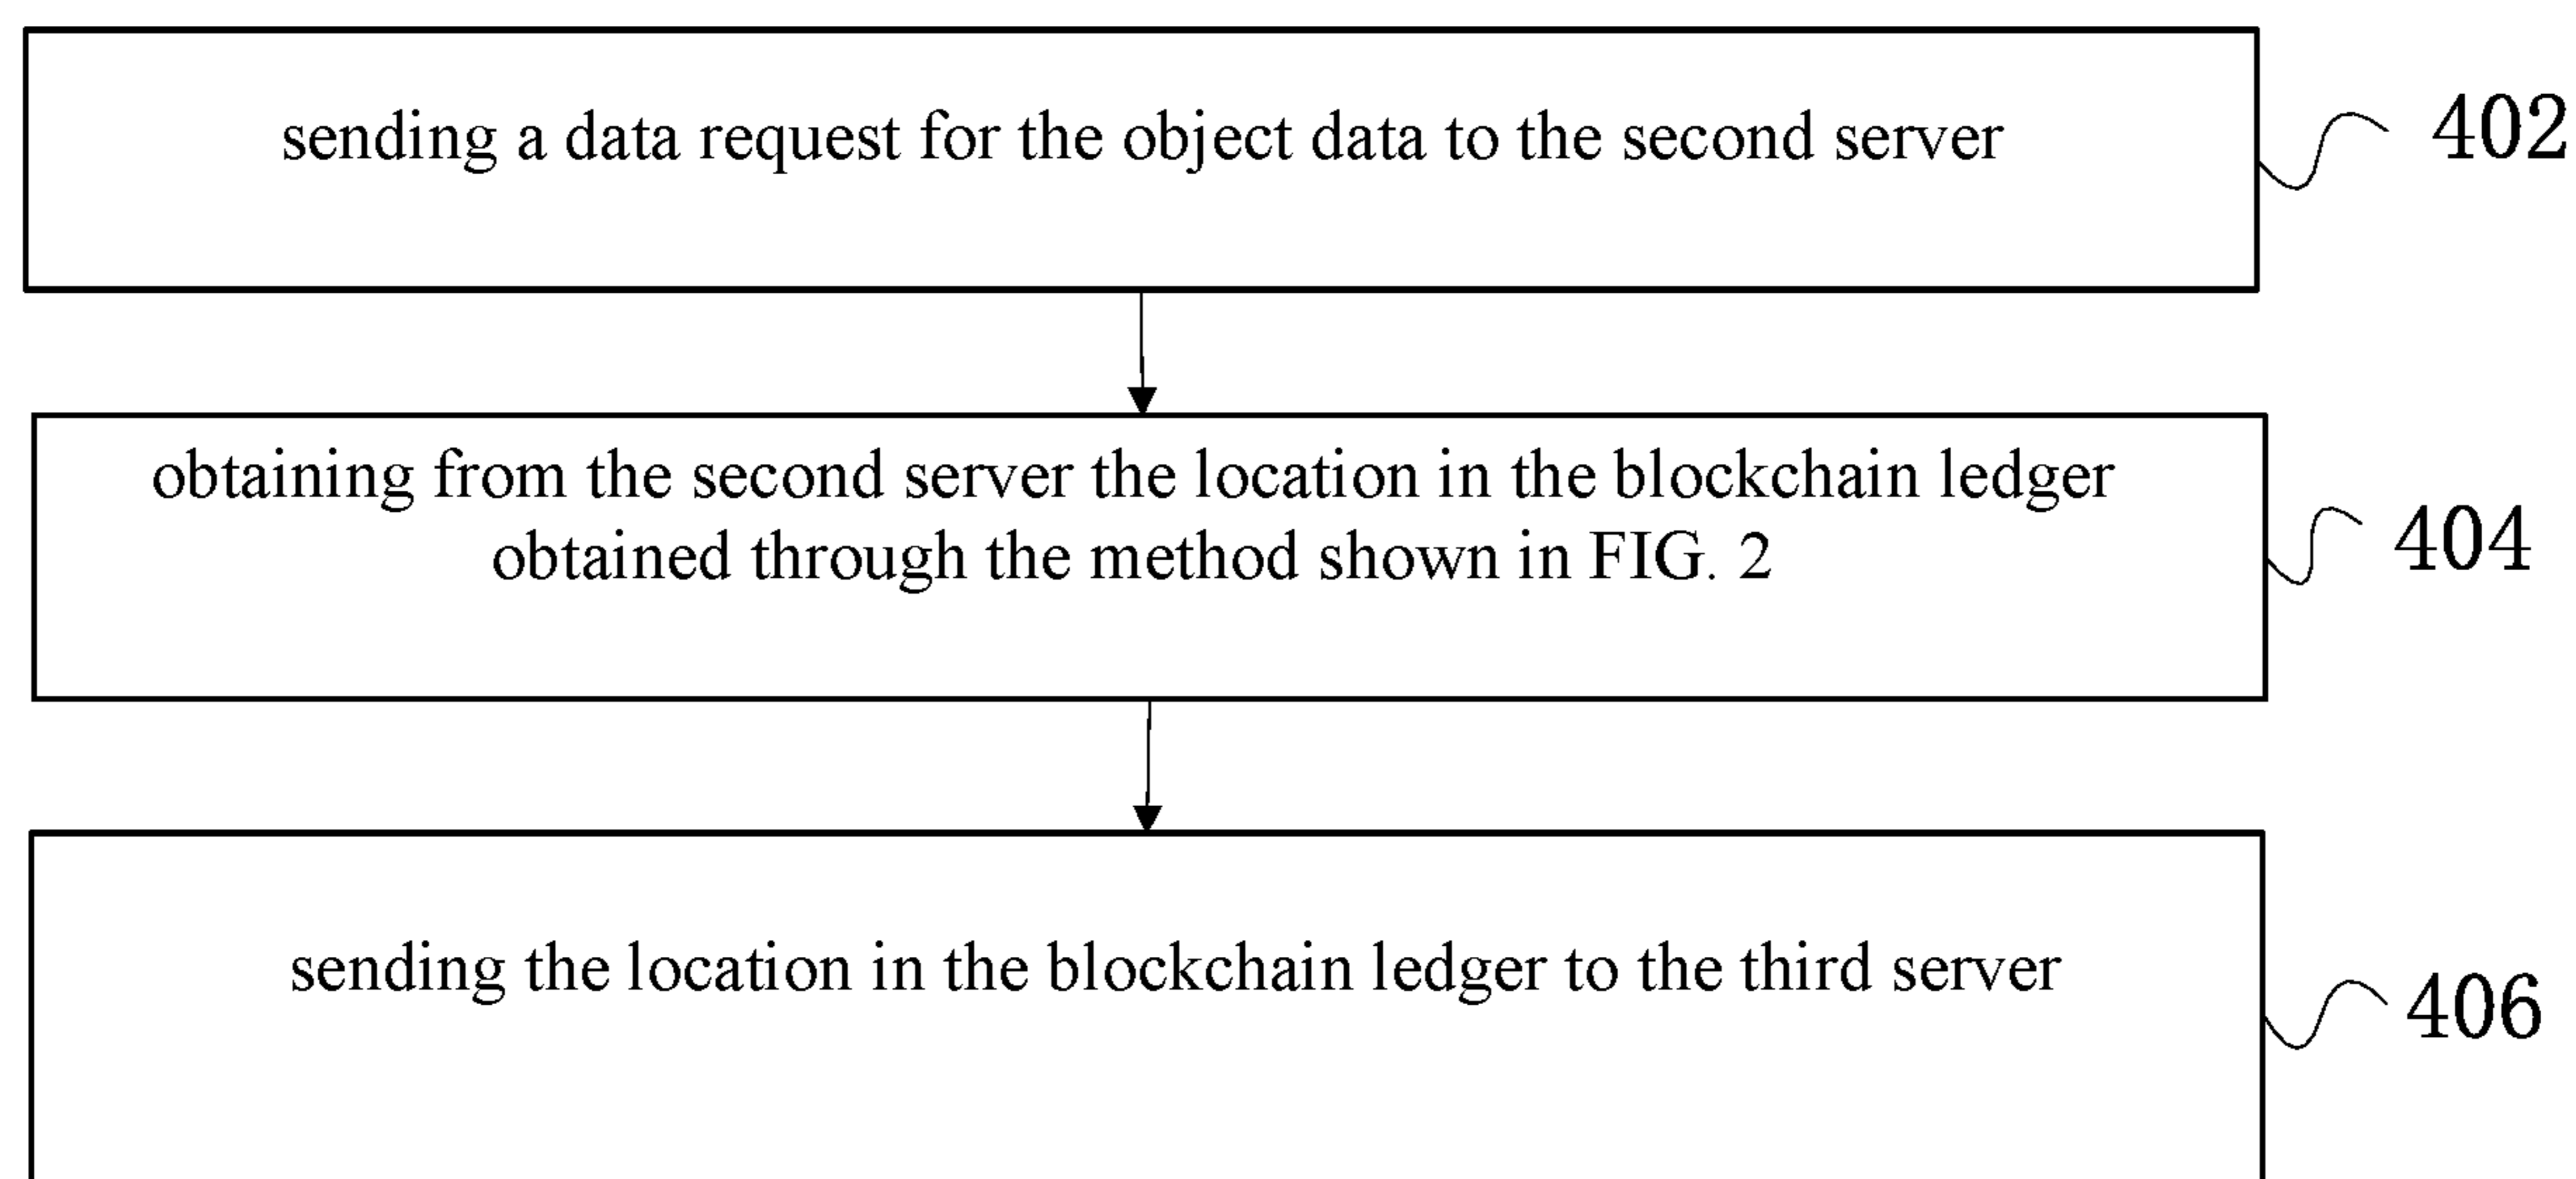 sending a data request for the object data to the second server
402
obtaining from the second server the location in the blockchain ledger
obtained through the method shown in FIG. 2
404
sending the location in the blockchain ledger to the third server
406